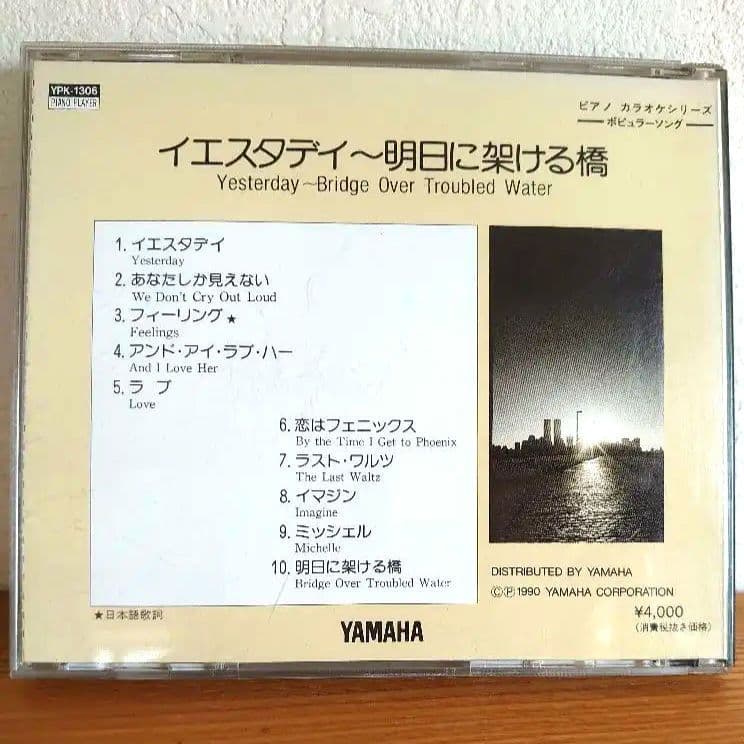 YPK-1306
PIANO PLAYER
ピアノ カラオケシリーズ
ポピュラーソング
イエスタデイ〜明日に架ける橋
Yesterday〜Bridge Over Troubled Water
1. イエスタデイ
Yesterday
2. あなたしか見えない
We Don't Cry Out Loud
3. フィーリング★
Feelings
4. アンド・アイ・ラブ・ハー
And I Love Her
5. ラブ
Love
6. 恋はフェニックス
By the Time I Get to Phoenix
7. ラスト・ワルツ
The Last Waltz
8. イマジン
Imagine
9. ミッシェル
Michelle
10. 明日に架ける橋
Bridge Over Troubled Water
★日本語歌詞
YAMAHA
DISTRIBUTED BY YAMAHA
©℗1990 YAMAHA CORPORATION
¥4,000
(消費税抜き価格)